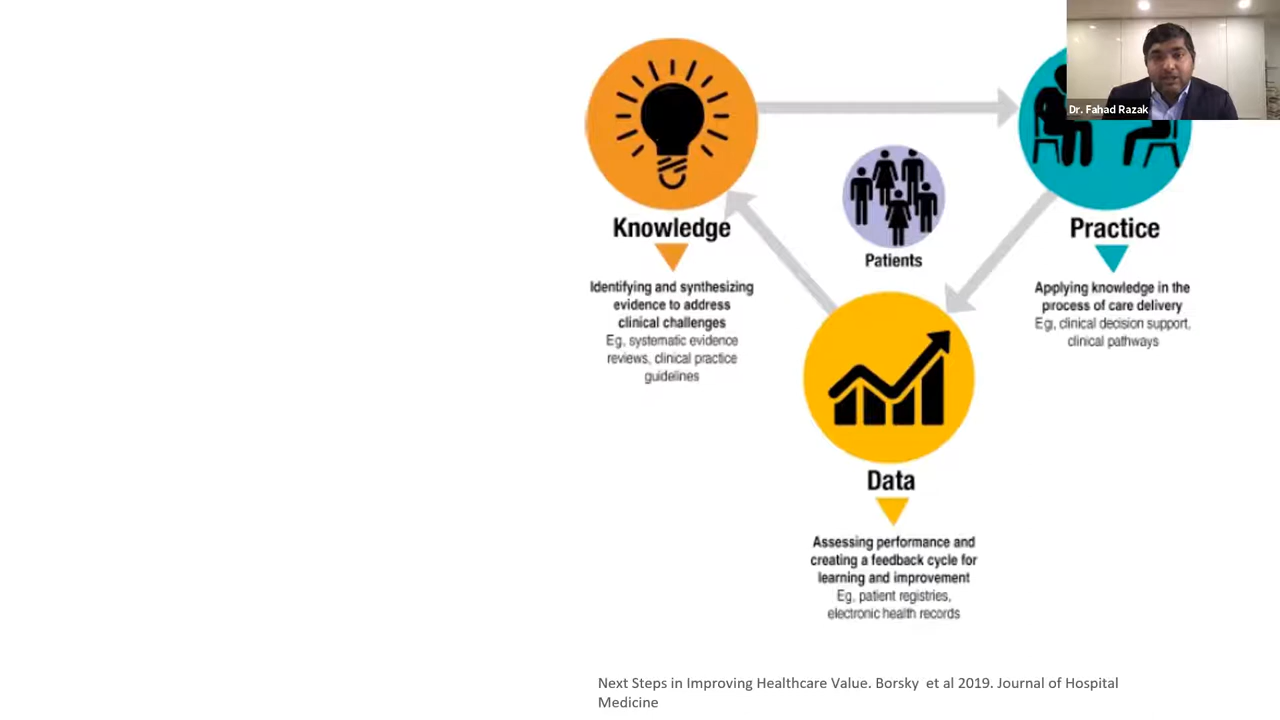 Dr. Fahad Razak
Knowledge
Identifying and synthesizing
evidence to address
clinical challenges
Eg, systematic evidence
reviews, clinical practice
guidelines
Patients
Practice
Applying knowledge in the
process of care delivery
Eg, clinical decision support,
clinical pathways
Data
Assessing performance and
creating a feedback cycle for
learning and improvement
Eg, patient registries,
electronic health records
Next Steps in Improving Healthcare Value. Borsky et al 2019. Journal of Hospital
Medicine